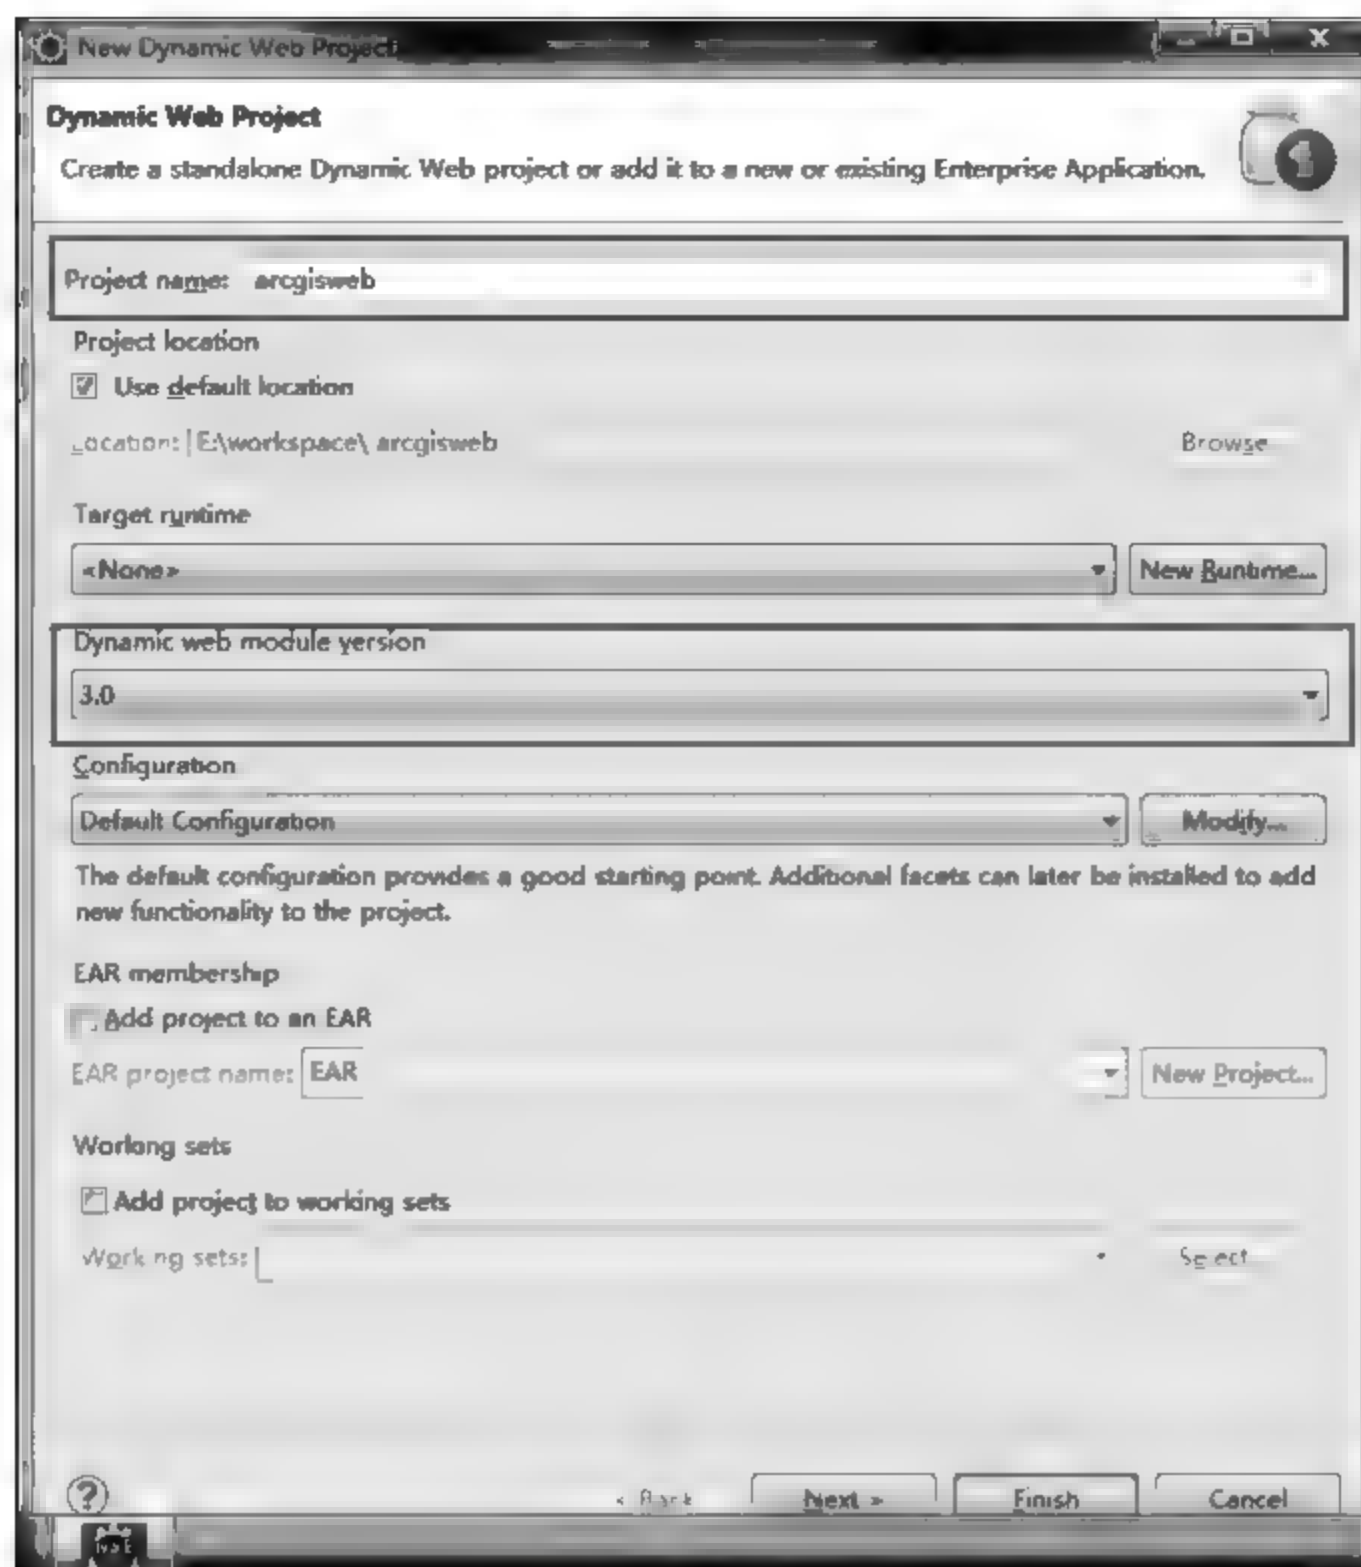 New Dynamic Web Project
Dynamic Web Project
Create a standalone Dynamic Web project or add it to a new or existing Enterprise Application.
Project name: arcgisweb
Project location
Use default location
Location: E:\workspace\ arcgisweb Browse
Target runtime
<None> New Runtime...
Dynamic web module version
3.0
Configuration
Default Configuration Modify...
The default configuration provides a good starting point. Additional facets can later be installed to add
new functionality to the project.
EAR membership
Add project to an EAR
EAR project name: EAR New Project...
Working sets
Add project to working sets
Working sets: Select
< Back Next > Finish Cancel